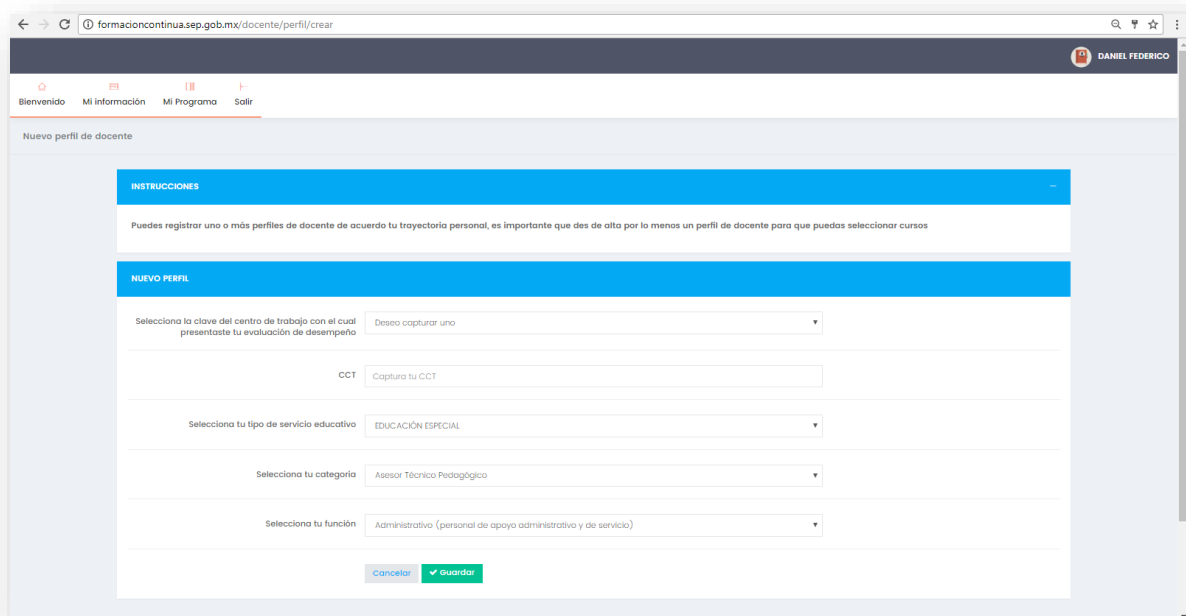 formacioncontinua.sep.gob.mx/docente/perfil/crear
DANIEL FEDERICO
Bienvenido Mi información Mi Programa Salir
Nuevo perfil de docente
INSTRUCCIONES
Puedes registrar uno o más perfiles de docente de acuerdo tu trayectoria personal, es importante que des de alta por lo menos un perfil de docente para que puedas seleccionar cursos
NUEVO PERFIL
Selecciona la clave del centro de trabajo con el cual
presentaste tu evaluación de desempeño
Deseo capturar uno
CCT Captura tu CCT
Selecciona tu tipo de servicio educativo EDUCACIÓN ESPECIAL
Selecciona tu categoria Asesor Técnico Pedagógico
Selecciona tu función Administrativo (personal de apoyo administrativo y de servicio)
Cancelar Guardar